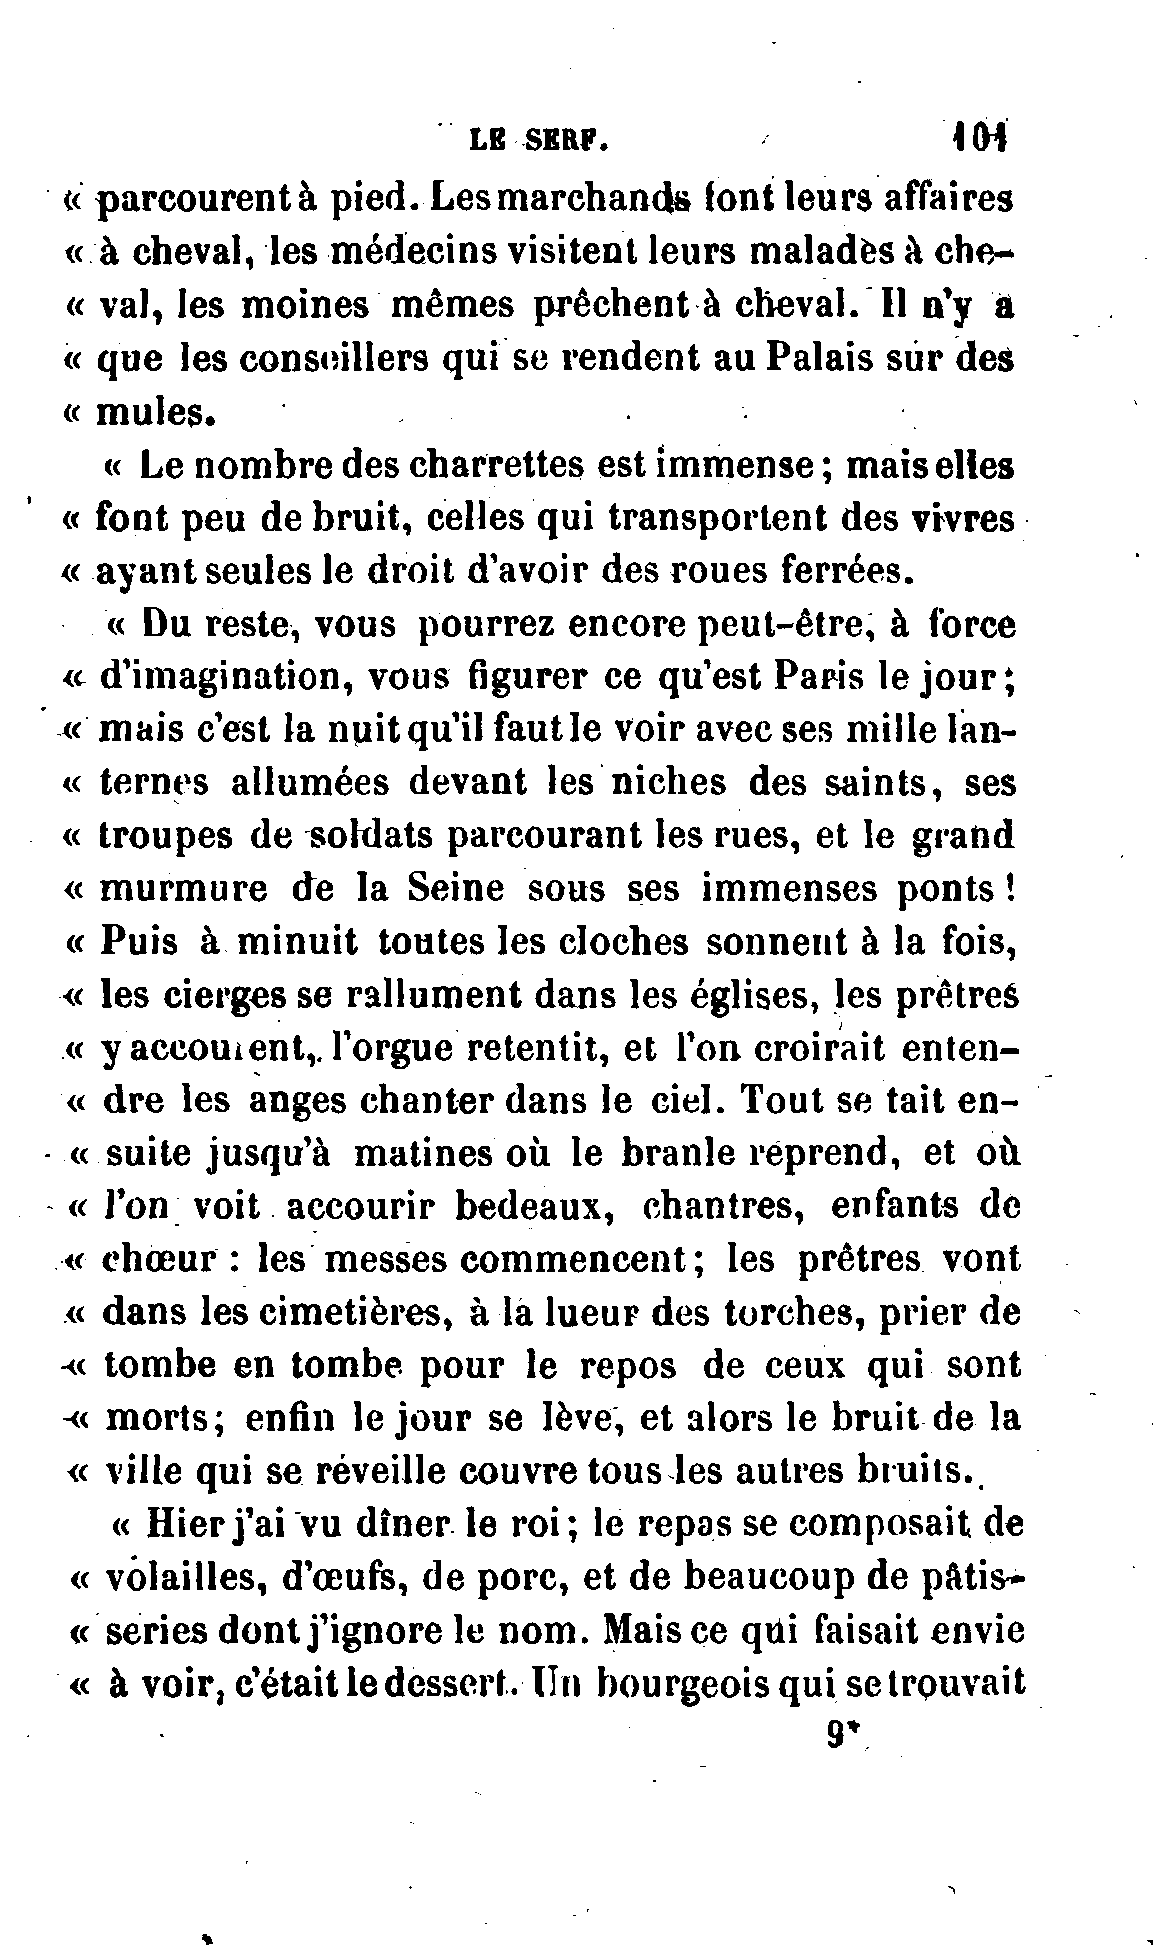 LE SERF. 101
« parcourent à pied. Les marchands font leurs affaires
« à cheval, les médecins visitent leurs malades à che-
« val, les moines mêmes prêchent à cheval. Il n'y a
« que les conseillers qui se rendent au Palais sur des
« mules.
« Le nombre des charrettes est immense ; mais elles
« font peu de bruit, celles qui transportent des vivres
« ayant seules le droit d'avoir des roues ferrées.
« Du reste, vous pourrez encore peut-être, à force
« d'imagination, vous figurer ce qu'est Paris le jour ;
« mais c'est la nuit qu'il faut le voir avec ses mille lan-
« ternes allumées devant les niches des saints, ses
« troupes de soldats parcourant les rues, et le grand
« murmure de la Seine sous ses immenses ponts !
« Puis à minuit toutes les cloches sonnent à la fois,
« les cierges se rallument dans les églises, les prêtres
« y accourent, l'orgue retentit, et l'on croirait enten-
« dre les anges chanter dans le ciel. Tout se tait en-
« suite jusqu'à matines où le branle reprend, et où
« l'on voit accourir bedeaux, chantres, enfants de
« chœur : les messes commencent ; les prêtres vont
« dans les cimetières, à la lueur des torches, prier de
« tombe en tombe pour le repos de ceux qui sont
« morts ; enfin le jour se lève, et alors le bruit de la
« ville qui se réveille couvre tous les autres bruits.
« Hier j'ai vu dîner le roi ; le repas se composait de
« volailles, d'œufs, de porc, et de beaucoup de pâtis-
« series dont j'ignore le nom. Mais ce qui faisait envie
« à voir, c'était le dessert. Un bourgeois qui se trouvait
9*